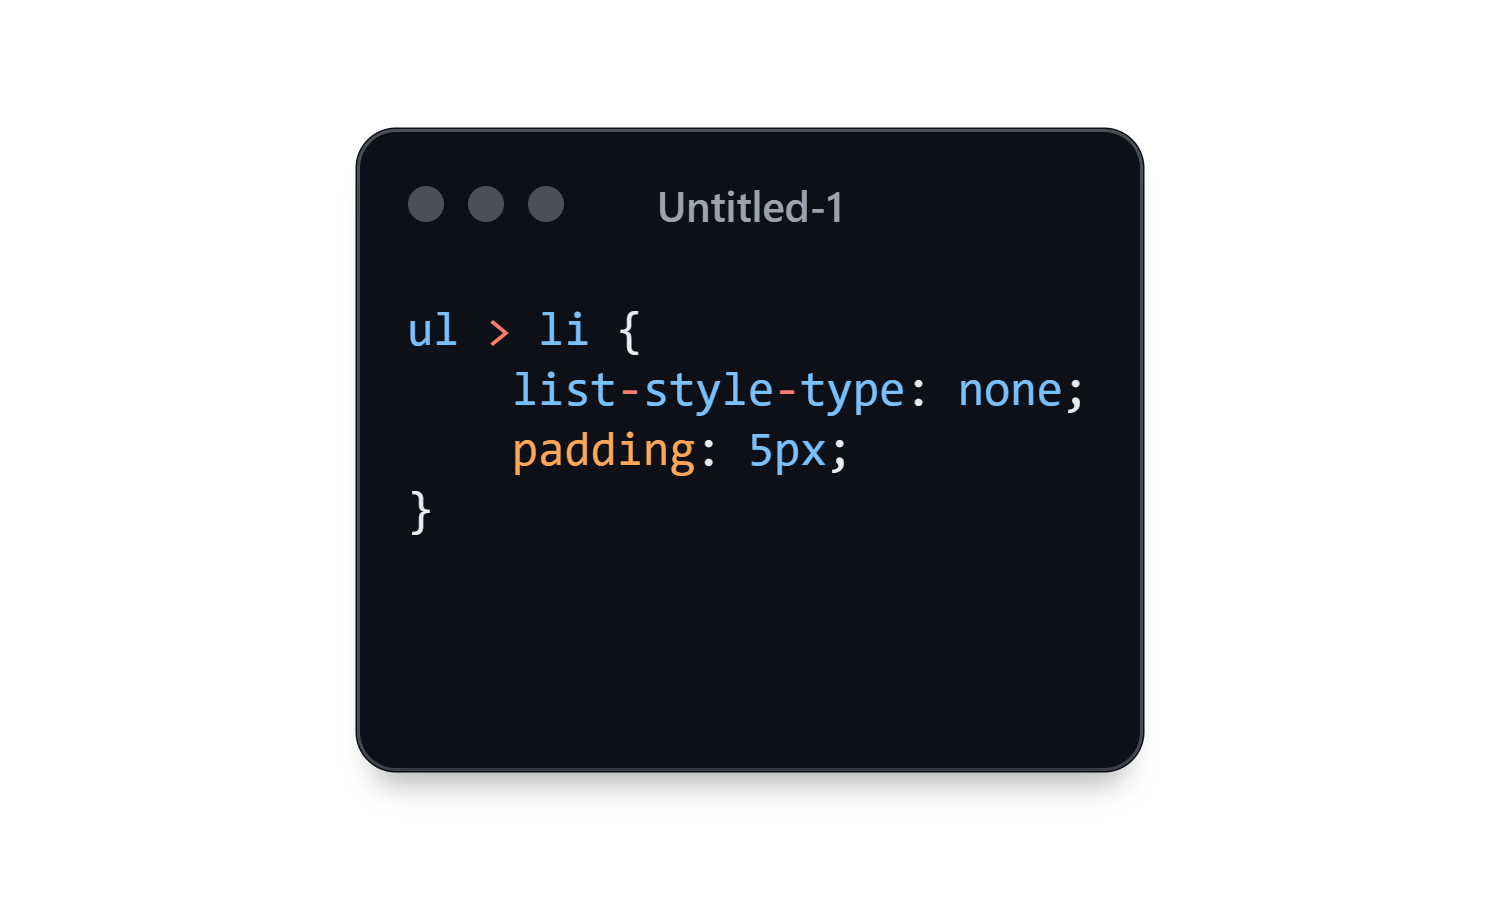 Untitled-1
ul > li {
    list-style-type: none;
    padding: 5px;
}